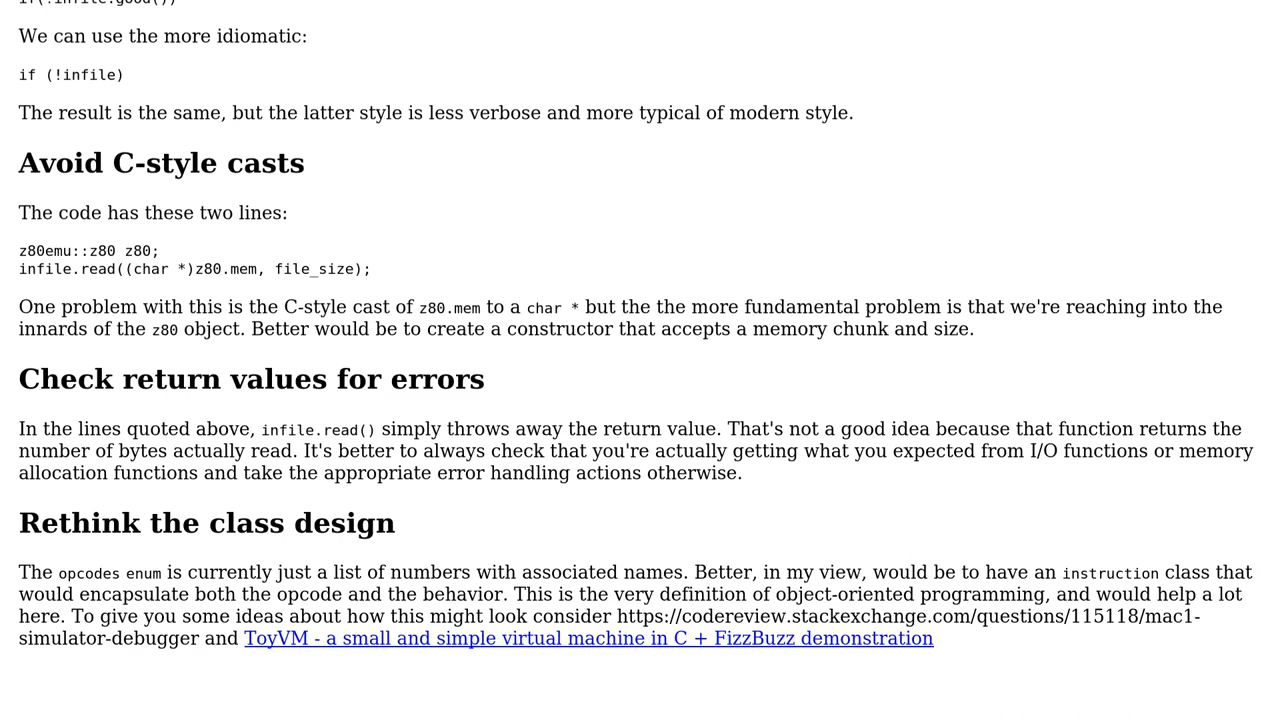 if(!infile.good())
We can use the more idiomatic:
if (!infile)
The result is the same, but the latter style is less verbose and more typical of modern style.
Avoid C-style casts
The code has these two lines:
z80emu::z80 z80;
infile.read((char *)z80.mem, file_size);
One problem with this is the C-style cast of z80.mem to a char * but the the more fundamental problem is that we're reaching into the
innards of the z80 object. Better would be to create a constructor that accepts a memory chunk and size.
Check return values for errors
In the lines quoted above, infile.read() simply throws away the return value. That's not a good idea because that function returns the
number of bytes actually read. It's better to always check that you're actually getting what you expected from I/O functions or memory
allocation functions and take the appropriate error handling actions otherwise.
Rethink the class design
The opcodes enum is currently just a list of numbers with associated names. Better, in my view, would be to have an instruction class that
would encapsulate both the opcode and the behavior. This is the very definition of object-oriented programming, and would help a lot
here. To give you some ideas about how this might look consider https://codereview.stackexchange.com/questions/115118/mac1-
simulator-debugger and ToyVM - a small and simple virtual machine in C + FizzBuzz demonstration